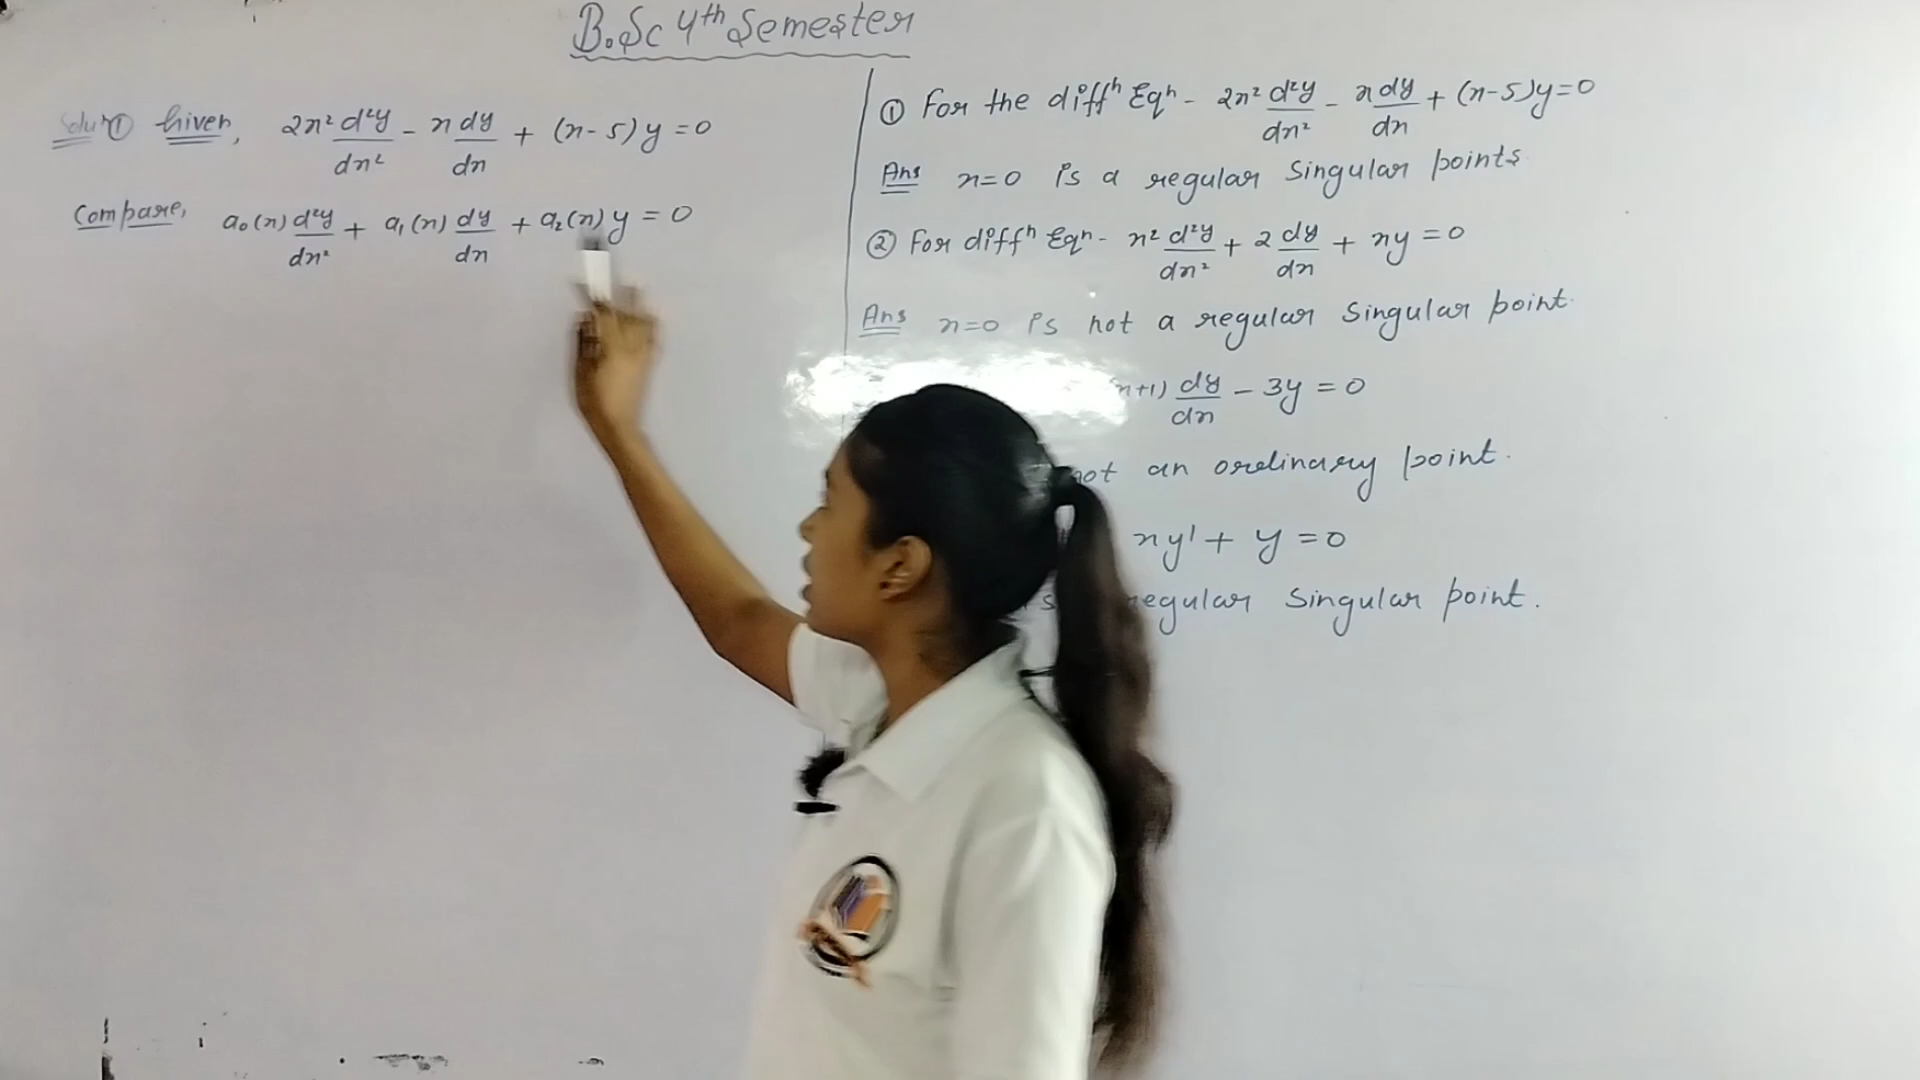 B.Sc 4th Semester
Solun① Given, 2x² d²y/dx² - x dy/dx + (x-5)y = 0
Compare, a₀(x) d²y/dx² + a₁(x) dy/dx + a₂(x)y = 0
① For the diffⁿ Eqⁿ - 2x² d²y/dx² - x dy/dx + (x-5)y=0
Ans x=0 is a regular singular points
② For diffⁿ Eqⁿ - x² d²y/dx² + 2 dy/dx + xy = 0
Ans x=0 is not a regular singular point.
x+1) dy/dx - 3y = 0
not an ordinary point.
xy' + y = 0
regular singular point.